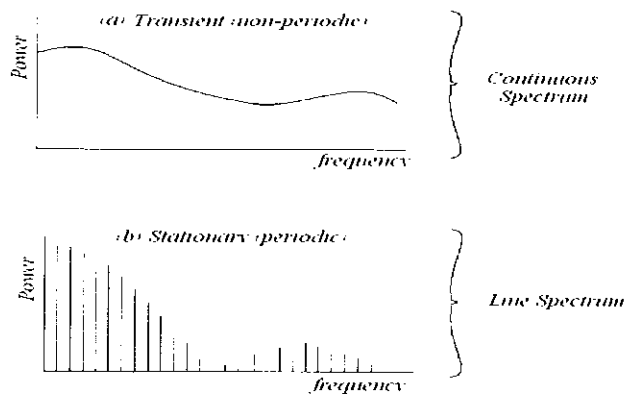 (a) Transient (non-periodic)
Power
Continuous
Spectrum
frequency
(b) Stationary (periodic)
Power
Line Spectrum
frequency